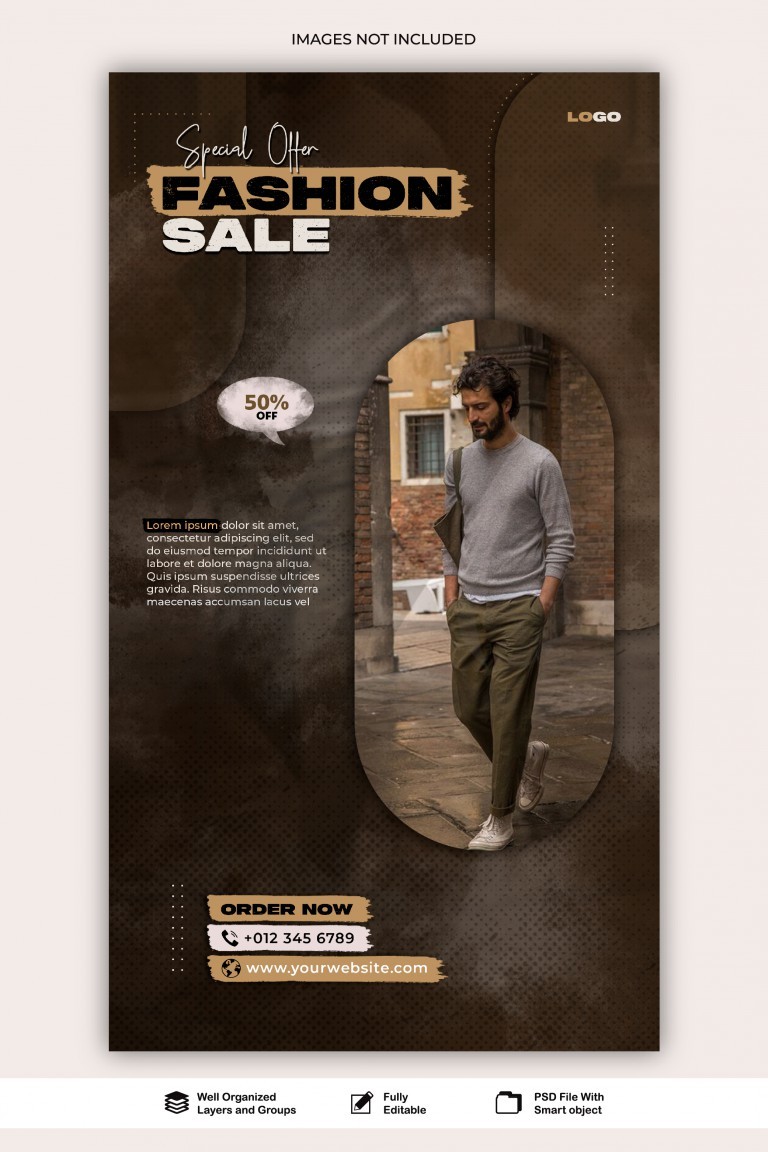 IMAGES NOT INCLUDED
LOGO
Special Offer
FASHION
SALE
50%
OFF
Lorem ipsum dolor sit amet,
consectetur adipiscing elit, sed
do eiusmod tempor incididunt ut
labore et dolore magna aliqua.
Quis ipsum suspendisse ultrices
gravida. Risus commodo viverra
maecenas accumsan lacus vel
ORDER NOW
+012 345 6789
www.yourwebsite.com
Well Organized
Layers and Groups
Fully
Editable
PSD File With
Smart object